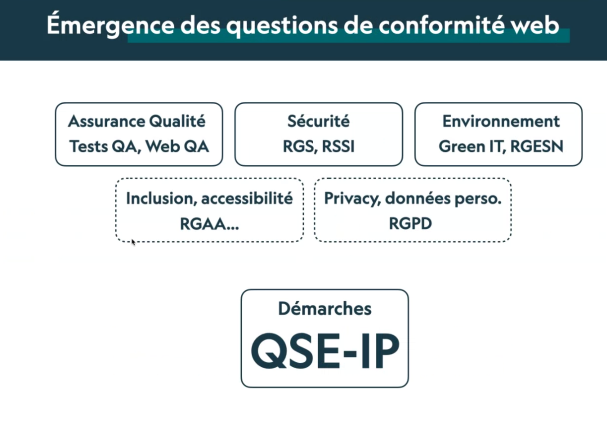 Émergence des questions de conformité web
Assurance Qualité
Tests QA, Web QA
Sécurité
RGS, RSSI
Environnement
Green IT, RGESN
Inclusion, accessibilité
RGAA...
Privacy, données perso.
RGPD
Démarches
QSE-IP